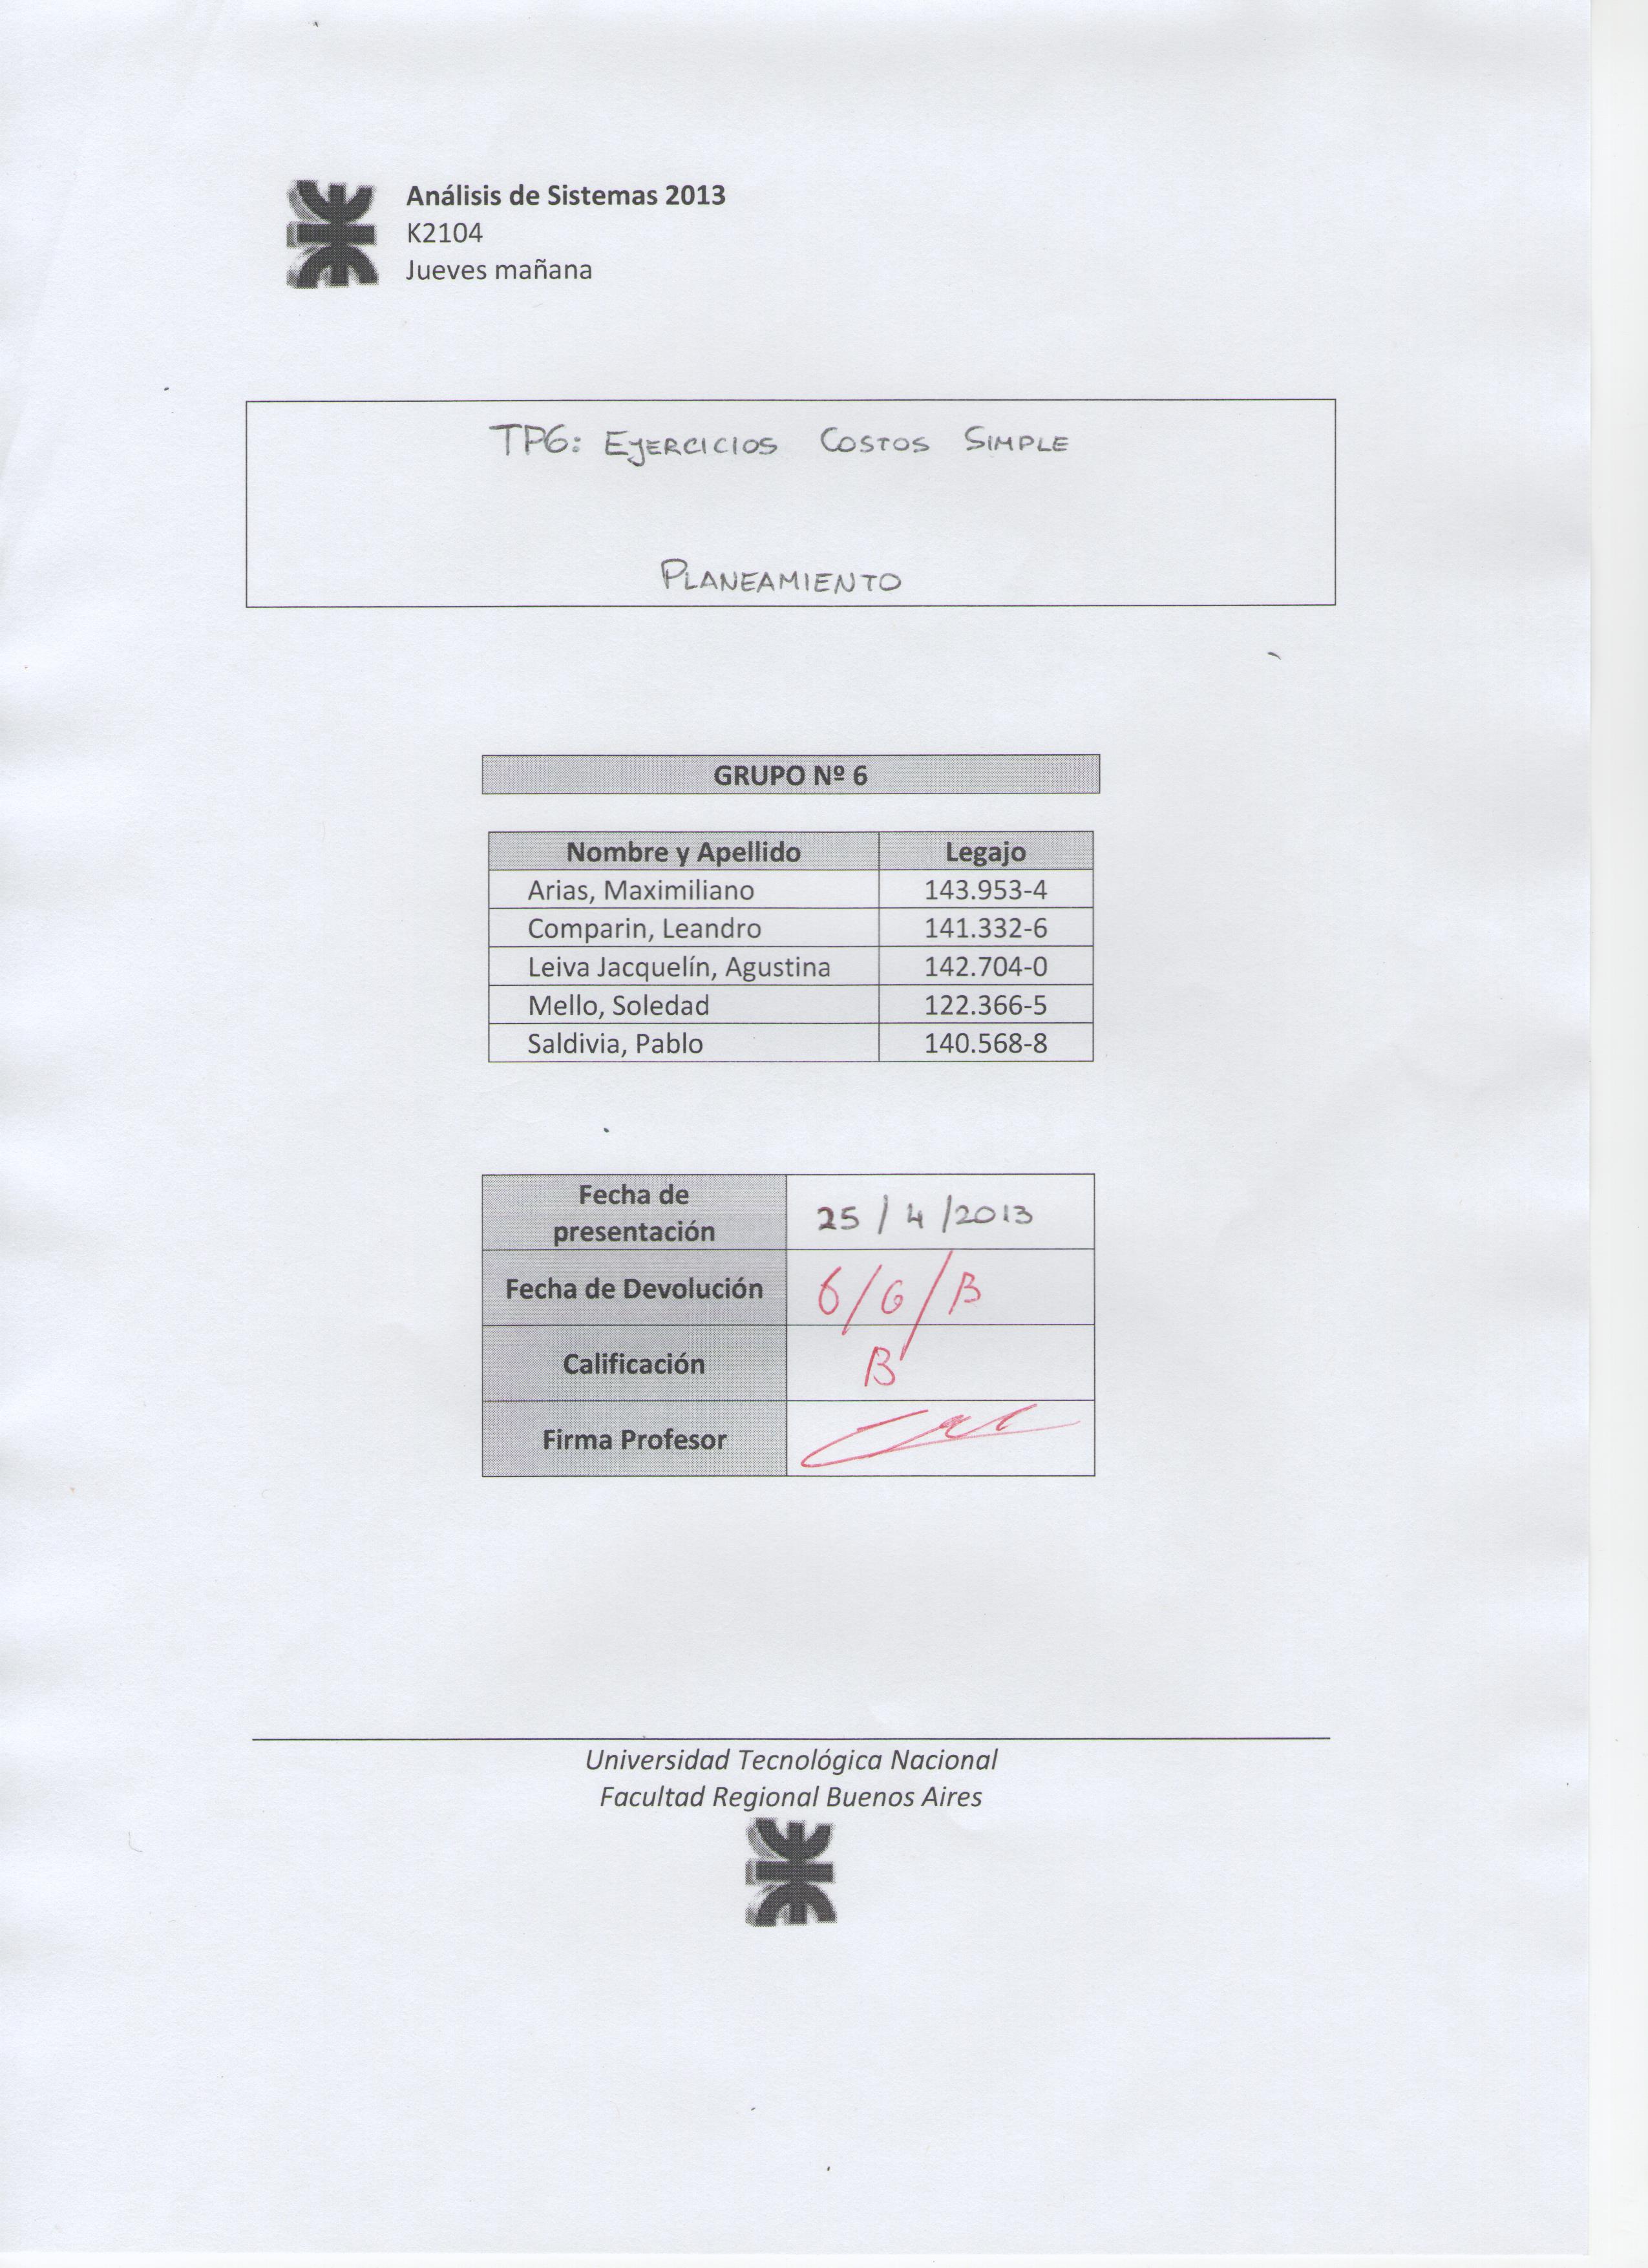 Análisis de Sistemas 2013
K2104
Jueves mañana
TP6: EJERCICIOS COSTOS SIMPLE
PLANEAMIENTO
GRUPO Nº 6
Nombre y Apellido Legajo
Arias, Maximiliano 143.953-4
Comparin, Leandro 141.332-6
Leiva Jacquelín, Agustina 142.704-0
Mello, Soledad 122.366-5
Saldivia, Pablo 140.568-8
Fecha de
presentación 25/4/2013
Fecha de Devolución 6/6/13
Calificación B
Firma Profesor
Universidad Tecnológica Nacional
Facultad Regional Buenos Aires